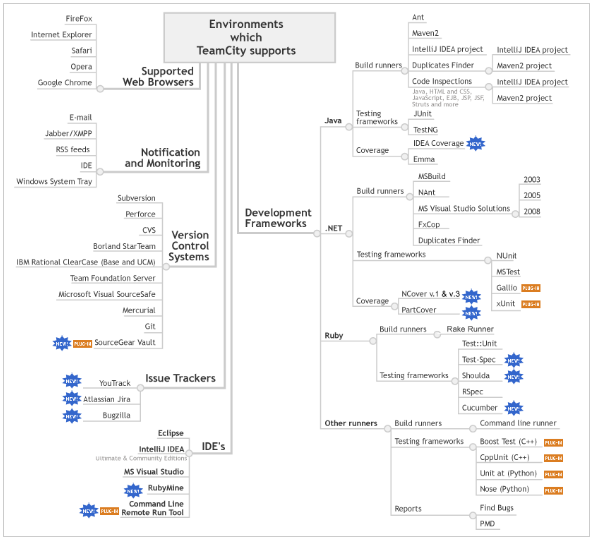 Environments
which
TeamCity supports
FireFox
Internet Explorer
Safari
Opera
Google Chrome
Supported
Web Browsers
E-mail
Jabber/XMPP
RSS feeds
IDE
Windows System Tray
Notification
and Monitoring
Subversion
Perforce
CVS
Borland StarTeam
IBM Rational ClearCase (Base and UCM)
Team Foundation Server
Microsoft Visual SourceSafe
Mercurial
Git
NEW! PLUG-IN SourceGear Vault
Version
Control
Systems
NEW! YouTrack
NEW! Atlassian Jira
NEW! Bugzilla
Issue Trackers
Eclipse
IntelliJ IDEA
Ultimate & Community Editions
MS Visual Studio
NEW! RubyMine
NEW! PLUG-IN Command Line
Remote Run Tool
IDE's
Development
Frameworks
Java
Build runners
Ant
Maven2
IntelliJ IDEA project
Duplicates Finder
IntelliJ IDEA project
Maven2 project
Code Inspections
Java, HTML and CSS,
JavaScript, EJB, JSP, JSF,
Struts and more
IntelliJ IDEA project
Maven2 project
Testing
frameworks
JUnit
TestNG
Coverage
IDEA Coverage NEW!
Emma
.NET
Build runners
MSBuild
NAnt
MS Visual Studio Solutions
2003
2005
2008
FxCop
Duplicates Finder
Testing frameworks
NUnit
MSTest
Gallio PLUG-IN
xUnit PLUG-IN
Coverage
NCover v.1 & v.3 NEW!
PartCover NEW!
Ruby
Build runners
Rake Runner
Testing frameworks
Test::Unit
Test-Spec NEW!
Shoulda NEW!
RSpec
Cucumber NEW!
Other runners
Build runners
Command line runner
Testing frameworks
Boost Test (C++) PLUG-IN
CppUnit (C++) PLUG-IN
Unit at (Python) PLUG-IN
Nose (Python) PLUG-IN
Reports
Find Bugs
PMD